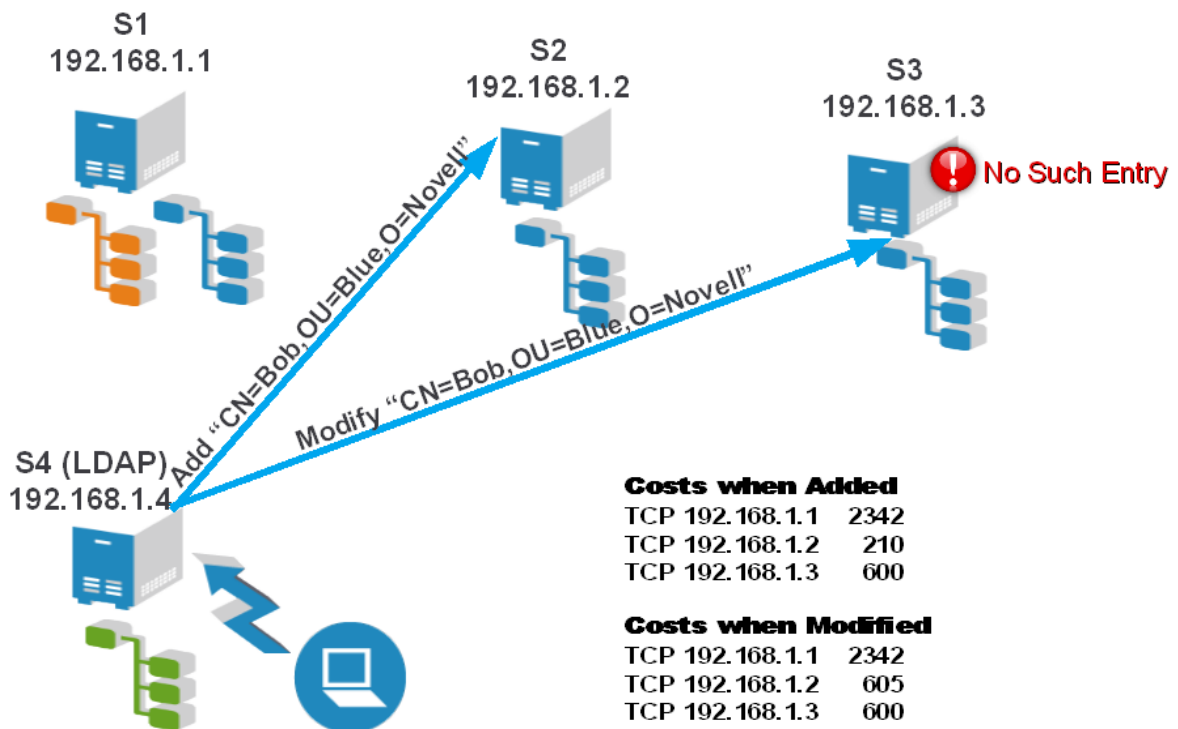 S1
192.168.1.1
S2
192.168.1.2
S3
192.168.1.3
No Such Entry
Add “CN=Bob,OU=Blue,O=Novell”
Modify “CN=Bob,OU=Blue,O=Novell”
S4 (LDAP)
192.168.1.4
Costs when Added
TCP 192.168.1.1 2342
TCP 192.168.1.2 210
TCP 192.168.1.3 600
Costs when Modified
TCP 192.168.1.1 2342
TCP 192.168.1.2 605
TCP 192.168.1.3 600